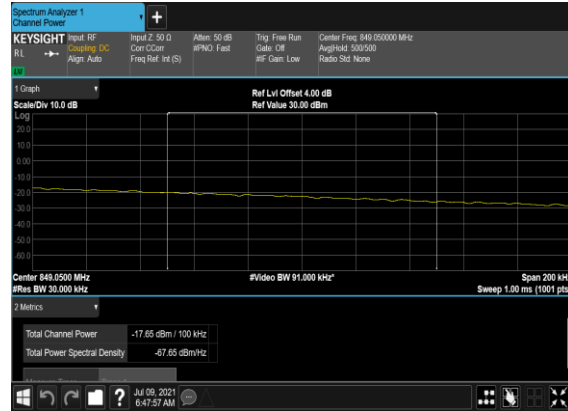 Spectrum Analyzer 1
Channel Power
+
KEYSIGHT Input: RF
RL Coupling: DC
Align: Auto
LM
Input Z: 50 Ω
Corr CCorr
Freq Ref: Int (S)
Atten: 50 dB
#PNO: Fast
Trig: Free Run
Gate: Off
#IF Gain: Low
Center Freq: 849.050000 MHz
Avg|Hold: 500/500
Radio Std: None
1 Graph
Scale/Div 10.0 dB
Ref Lvl Offset 4.00 dB
Ref Value 30.00 dBm
Log
20.0
10.0
0.00
-10.0
-20.0
-30.0
-40.0
-50.0
-60.0
Center 849.0500 MHz
#Res BW 30.000 kHz
#Video BW 91.000 kHz*
Span 200 kH
Sweep 1.00 ms (1001 pts
2 Metrics
Total Channel Power -17.65 dBm / 100 kHz
Total Power Spectral Density -67.65 dBm/Hz
?
Jul 09, 2021
6:47:57 AM